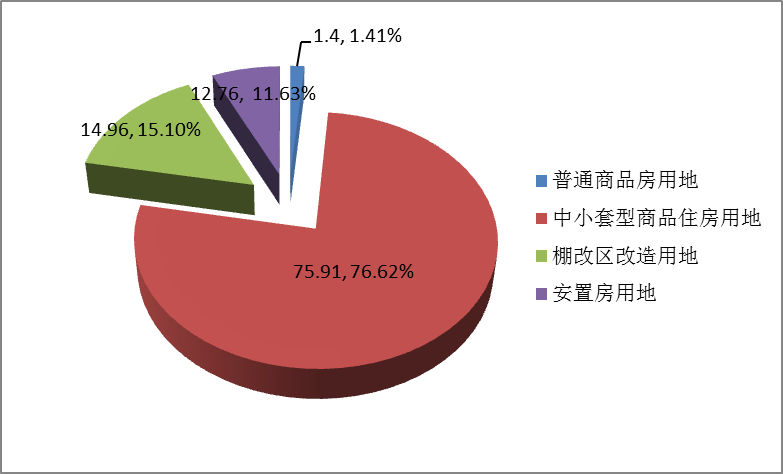 1.4, 1.41%
12.76, 11.63%
14.96, 15.10%
75.91, 76.62%
普通商品房用地
中小套型商品住房用地
棚改区改造用地
安置房用地